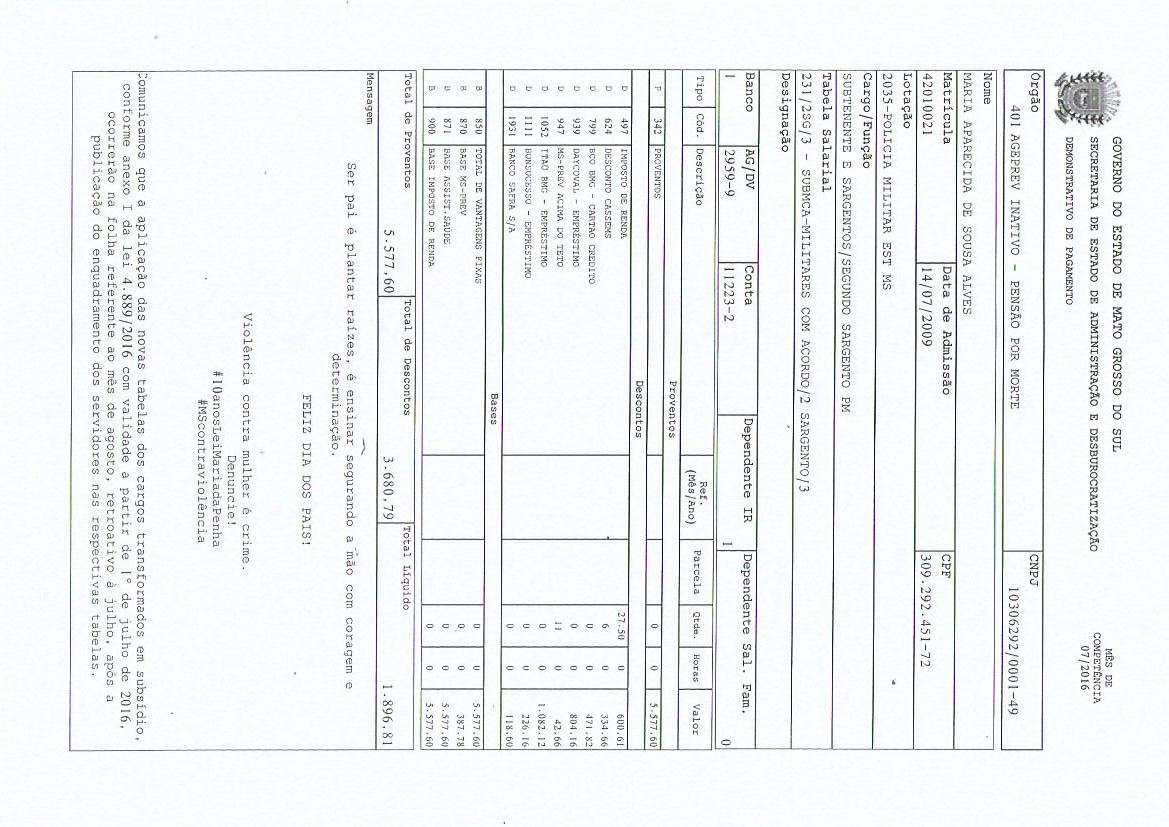 GOVERNO DO ESTADO DE MATO GROSSO DO SUL
SECRETARIA DE ESTADO DE ADMINISTRAÇÃO E DESBUROCRATIZAÇÃO
DEMONSTRATIVO DE PAGAMENTO
MÊS DE
COMPETÊNCIA
07/2016
Orgão CNPJ
401 AGEPREV INATIVO - PENSÃO POR MORTE 10306292/0001-49
Nome
MARIA APARECIDA DE SOUSA ALVES
Matrícula Data de Admissão CPF
42010021 14/07/2009 309.292.451-72
Lotação
2035-POLICIA MILITAR EST MS
Cargo/Função
SUBTENENTE E SARGENTOS/SEGUNDO SARGENTO PM
Tabela Salarial
231/2SG/3 - SUBMCA-MILITARES COM ACORDO/2 SARGENTO/3
Designação
Banco AG/DV Conta Dependente IR Dependente Sal. Fam.
1 2959-9 11223-2 1 0
Tipo Cód. Descrição Ref. (Mês/Ano) Parcela Qtde. Horas Valor
Proventos
P 342 PROVENTOS 0 0 5.577.60
Descontos
D 497 IMPOSTO DE RENDA 27.50 600.61
D 624 DESCONTO CASSEMS 6 0 334.66
D 799 BCO BMG - CARTAO CREDITO 0 0 471.82
D 939 DAYCOVAL - EMPRÉSTIMO 0 0 804.16
D 947 MS-PREV ACIMA DO TETO 11 0 42.66
D 1052 ITAU BMG - EMPRÉSTIMO 0 0 1.082.12
D 1111 BONSUCESSO - EMPRÉSTIMO 0 0 226.16
D 1931 BANCO SAFRA S/A 0 0 118.60
Bases
B 850 TOTAL DE VANTAGENS FIXAS 0 0 5.577.60
B 870 BASE MS-PREV 0 0 387.78
B 871 BASE ASSIST.SAÚDE 0 0 5.577.60
B 900 BASE IMPOSTO DE RENDA 0 0 5.577.60
Total de Proventos Total de Descontos Total Líquido
5.577,60 3.680,79 1.896,81
Mensagem
Ser pai é plantar raízes, é ensinar segurando a mão com coragem e
determinação.
FELIZ DIA DOS PAIS!
Violência contra mulher é crime.
Denuncie!
#10anosLeiMariadaPenha
#MScontraviolência
omunicamos que a aplicação das novas tabelas dos cargos transformados em subsídio,
conforme anexo I da lei 4.889/2016 com validade a partir de 1º de julho de 2016,
ocorrerão na folha referente ao mês de agosto, retroativo à julho, após a
publicação do enquadramento dos servidores nas respectivas tabelas.